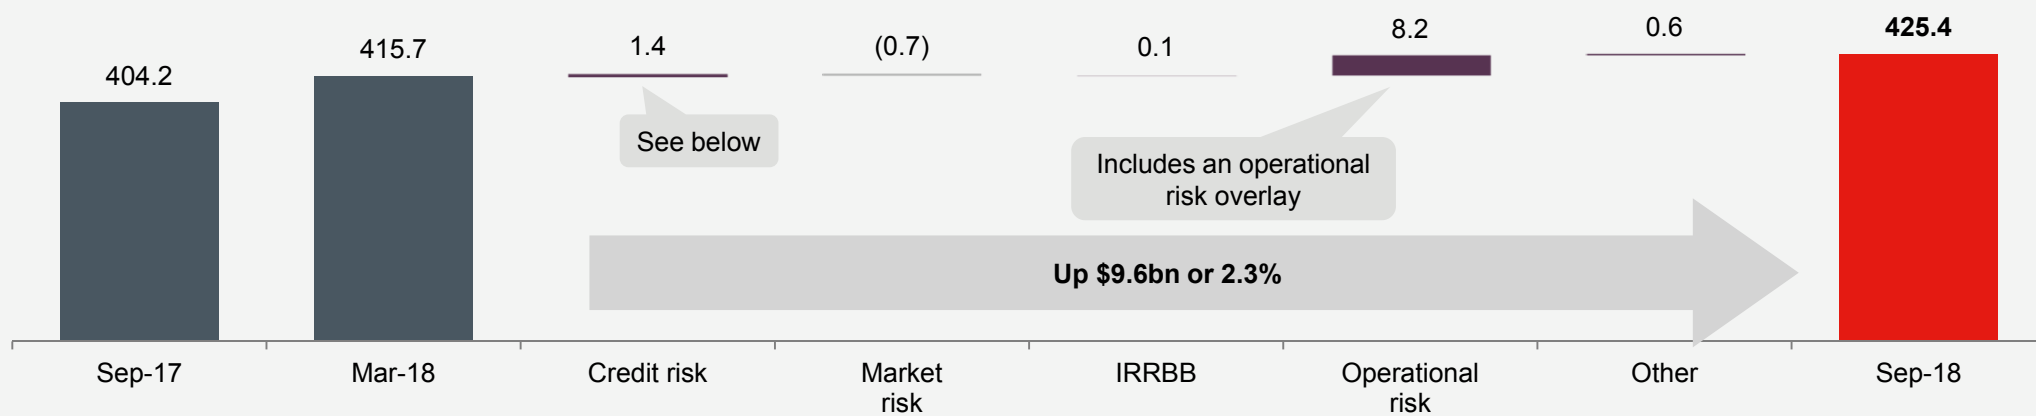 404.2
415.7
1.4
(0.7)
0.1
8.2
0.6
425.4
See below
Includes an operational
risk overlay
Up $9.6bn or 2.3%
Sep-17
Mar-18
Credit risk
Market
risk
IRRBB
Operational
risk
Other
Sep-18